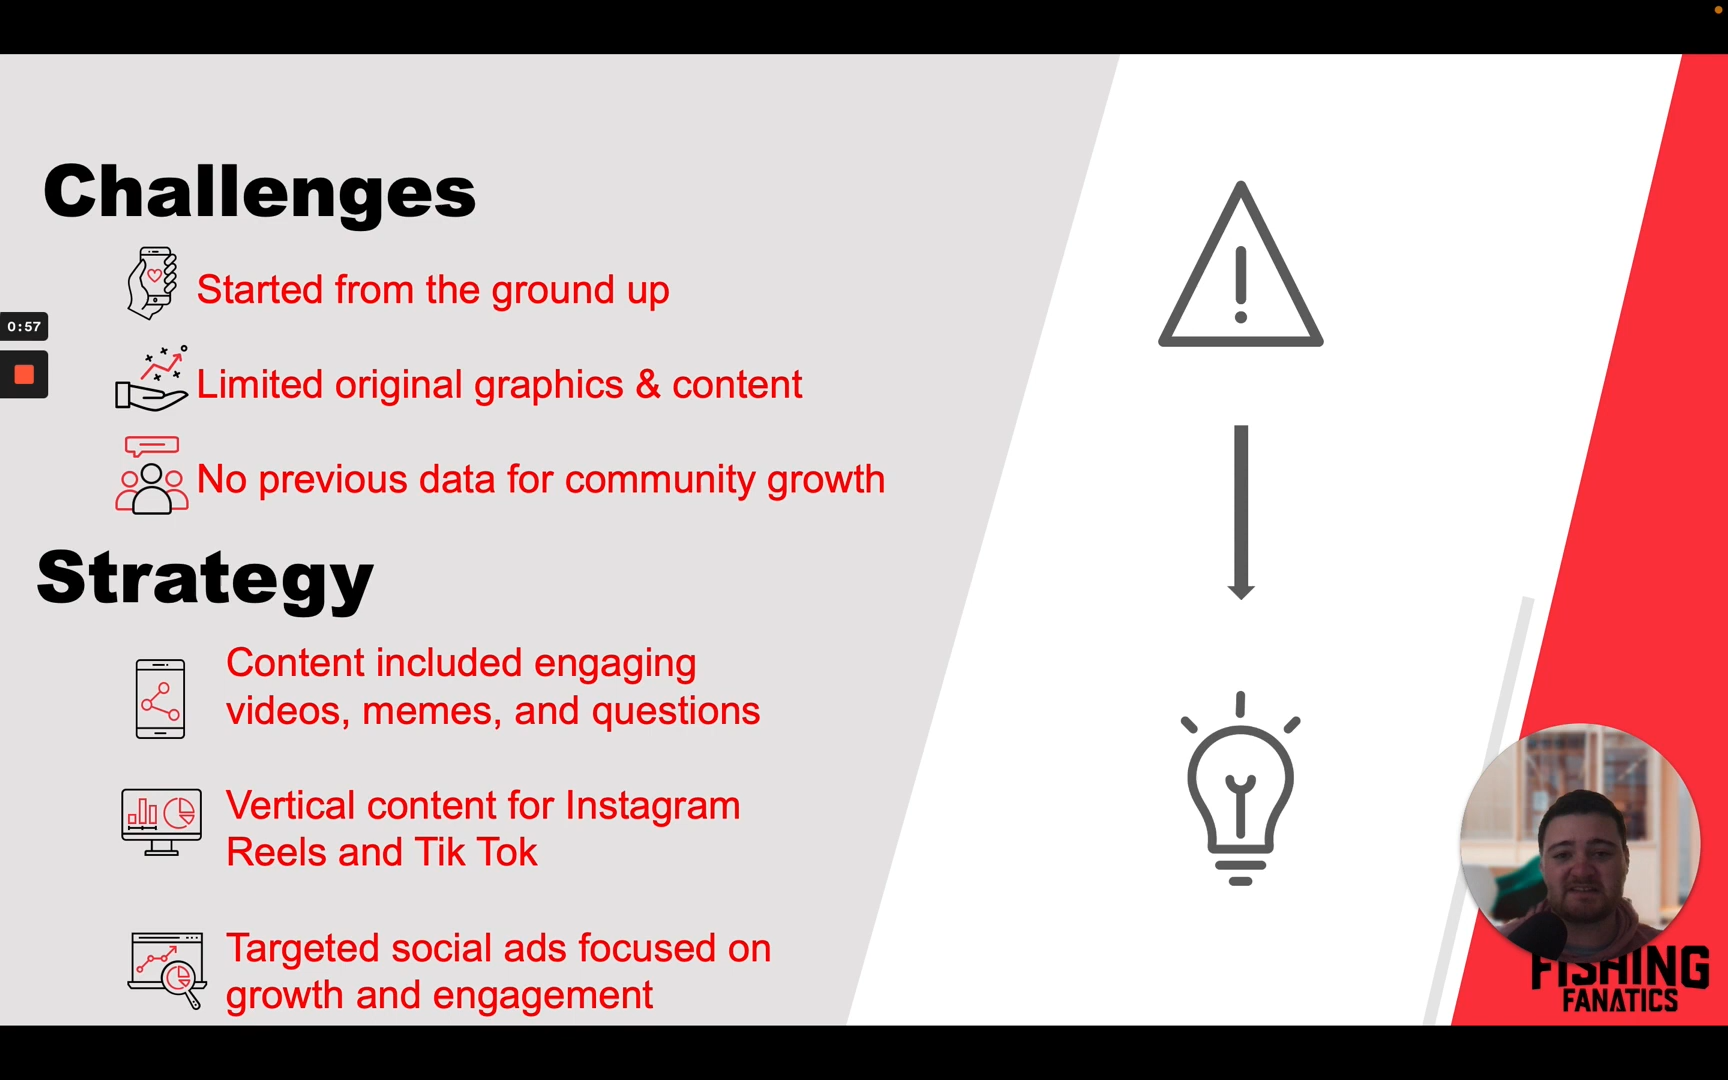 Challenges
Started from the ground up
0:57
Limited original graphics & content
No previous data for community growth
Strategy
Content included engaging
videos, memes, and questions
Vertical content for Instagram
Reels and Tik Tok
Targeted social ads focused on
growth and engagement
FISHING
FANATICS